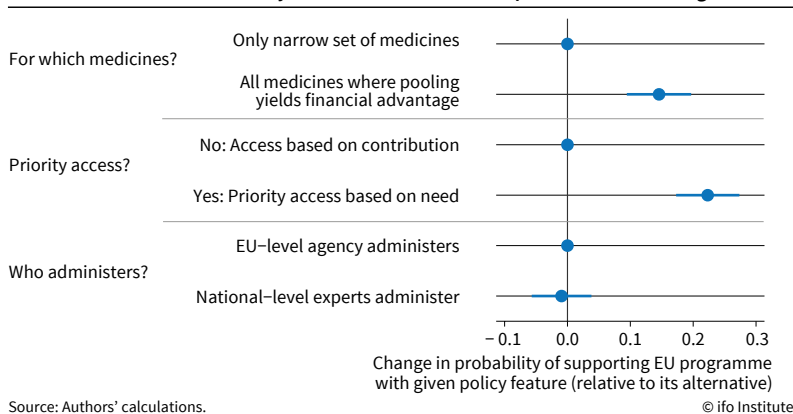 For which medicines?
Only narrow set of medicines
All medicines where pooling
yields financial advantage
Priority access?
No: Access based on contribution
Yes: Priority access based on need
Who administers?
EU−level agency administers
National−level experts administer
− 0.1 0.0 0.1 0.2 0.3
Change in probability of supporting EU programme
with given policy feature (relative to its alternative)
Source: Authors' calculations.
© ifo Institute